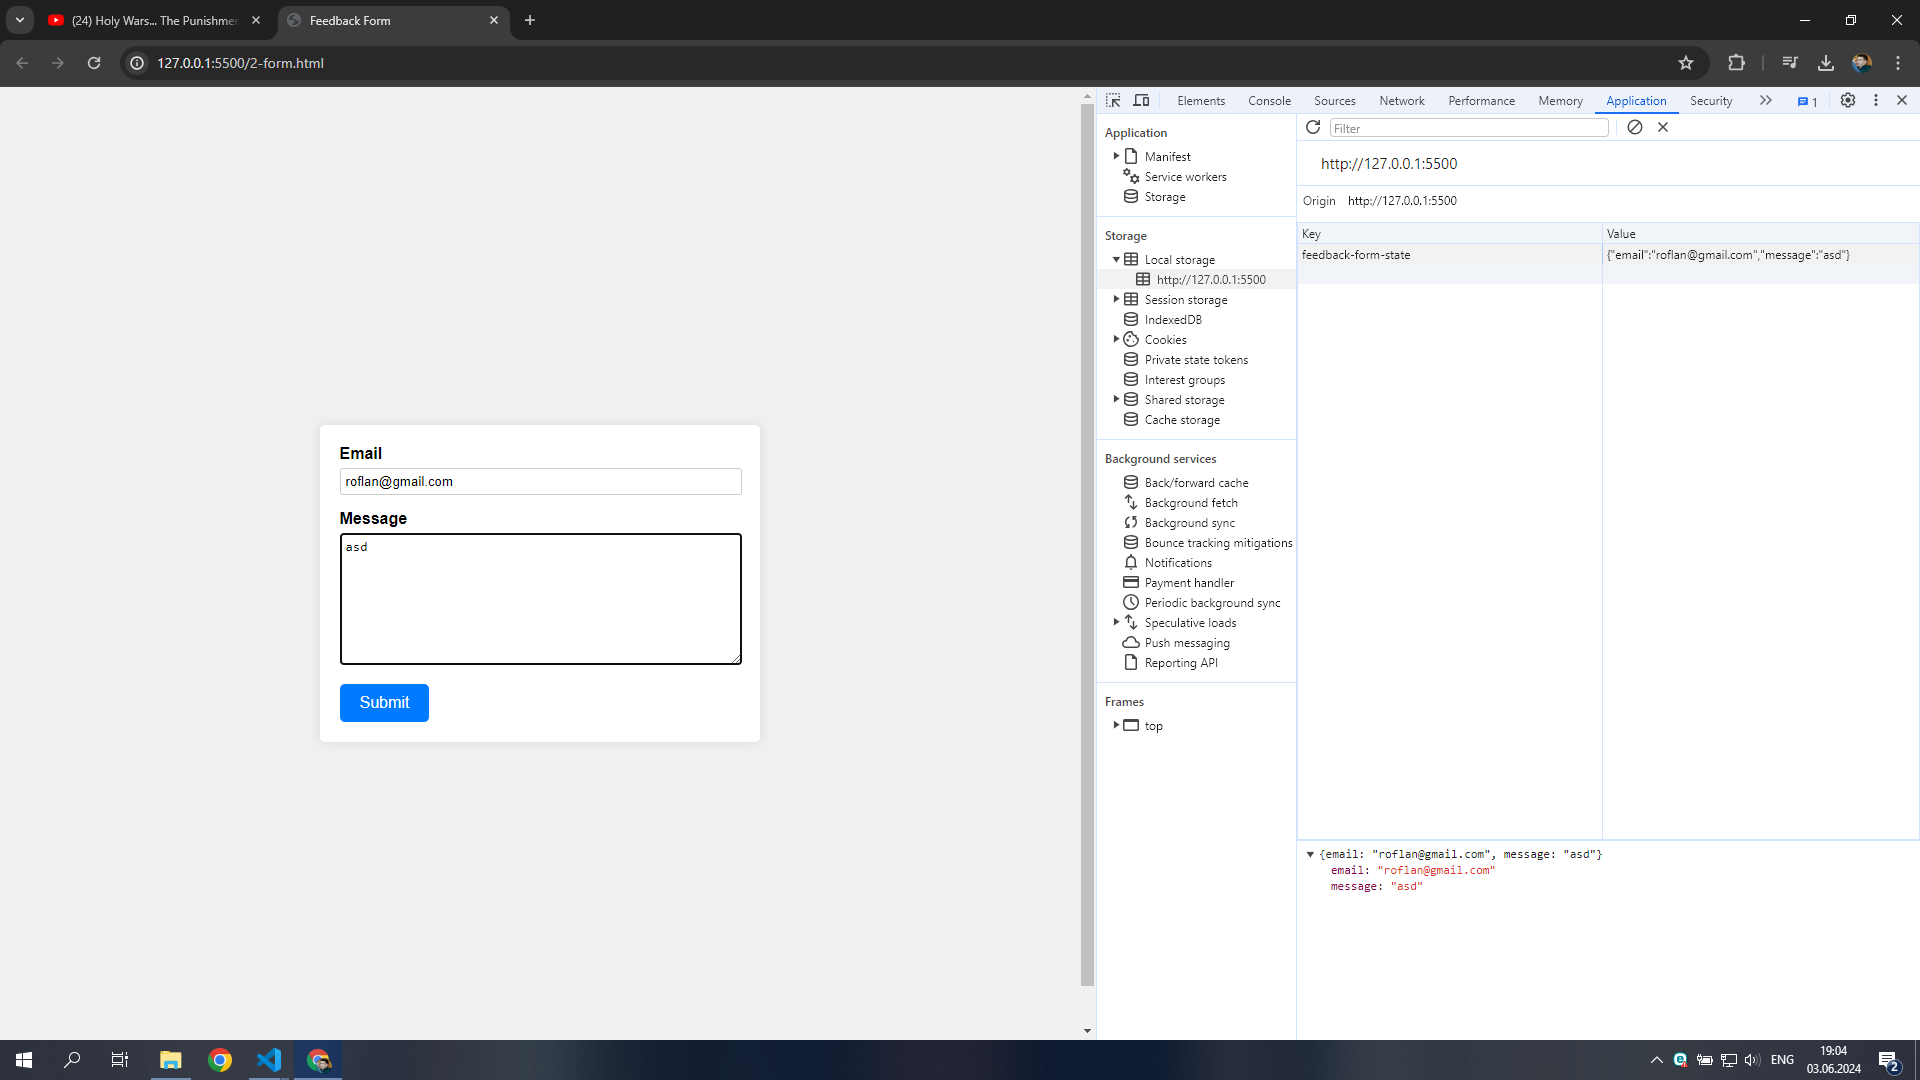 (24) Holy Wars... The Punishmer
Feedback Form
127.0.0.1:5500/2-form.html
Email
roflan@gmail.com
Message
asd
Submit
Elements
Console
Sources
Network
Performance
Memory
Application
Security
1
Application
Manifest
Service workers
Storage
Storage
Local storage
http://127.0.0.1:5500
Session storage
IndexedDB
Cookies
Private state tokens
Interest groups
Shared storage
Cache storage
Background services
Back/forward cache
Background fetch
Background sync
Bounce tracking mitigations
Notifications
Payment handler
Periodic background sync
Speculative loads
Push messaging
Reporting API
Frames
top
Filter
http://127.0.0.1:5500
Origin http://127.0.0.1:5500
Key Value
feedback-form-state {"email":"roflan@gmail.com","message":"asd"}
{email: "roflan@gmail.com", message: "asd"}
email: "roflan@gmail.com"
message: "asd"
ENG
19:04
03.06.2024
2